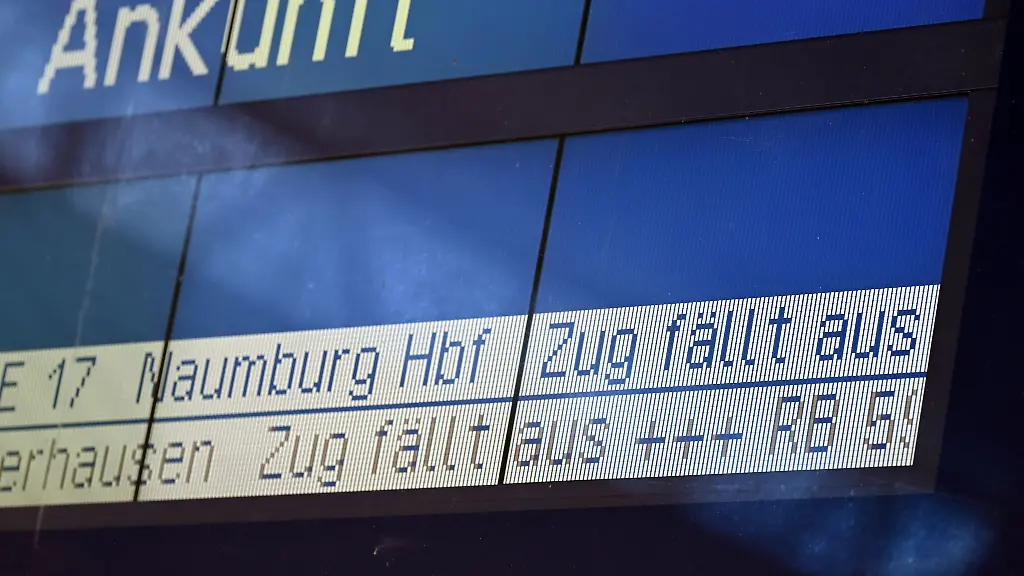 Ankunft
E 17 Naumburg Hbf Zug fällt aus
erhausen Zug fällt aus +++ RB 5